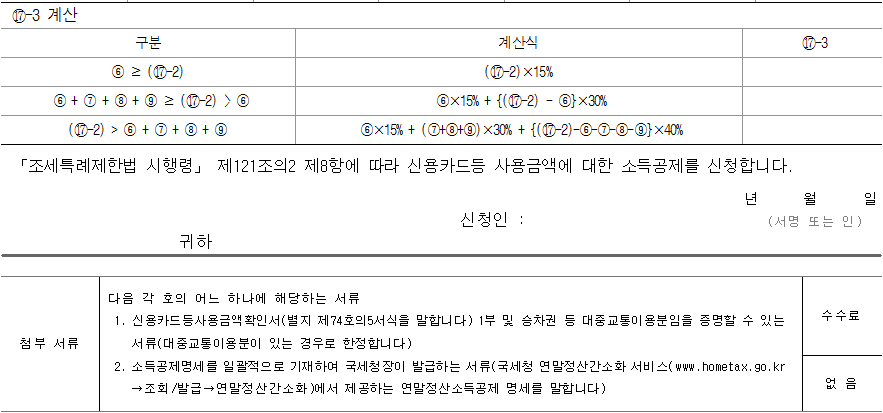 ⑰-3 계산
구분 계산식 ⑰-3
⑥ ≥ (⑰-2) (⑰-2)×15%
⑥ + ⑦ + ⑧ + ⑨ ≥ (⑰-2) > ⑥ ⑥×15% + {(⑰-2) - ⑥}×30%
(⑰-2) > ⑥ + ⑦ + ⑧ + ⑨ ⑥×15% + (⑦+⑧+⑨)×30% + {(⑰-2)-⑥-⑦-⑧-⑨}×40%
「조세특례제한법 시행령」 제121조의2 제8항에 따라 신용카드등 사용금액에 대한 소득공제를 신청합니다.
년 월 일
신청인 : (서명 또는 인)
귀하
첨부 서류
다음 각 호의 어느 하나에 해당하는 서류
1. 신용카드등사용금액확인서(별지 제74호의5서식을 말합니다) 1부 및 승차권 등 대중교통이용분임을 증명할 수 있는
서류(대중교통이용분이 있는 경우로 한정합니다)
2. 소득공제명세를 일괄적으로 기재하여 국세청장이 발급하는 서류(국세청 연말정산간소화 서비스(www.hometax.go.kr
→조회/발급→연말정산간소화)에서 제공하는 연말정산소득공제 명세를 말합니다)
수수료
없 음